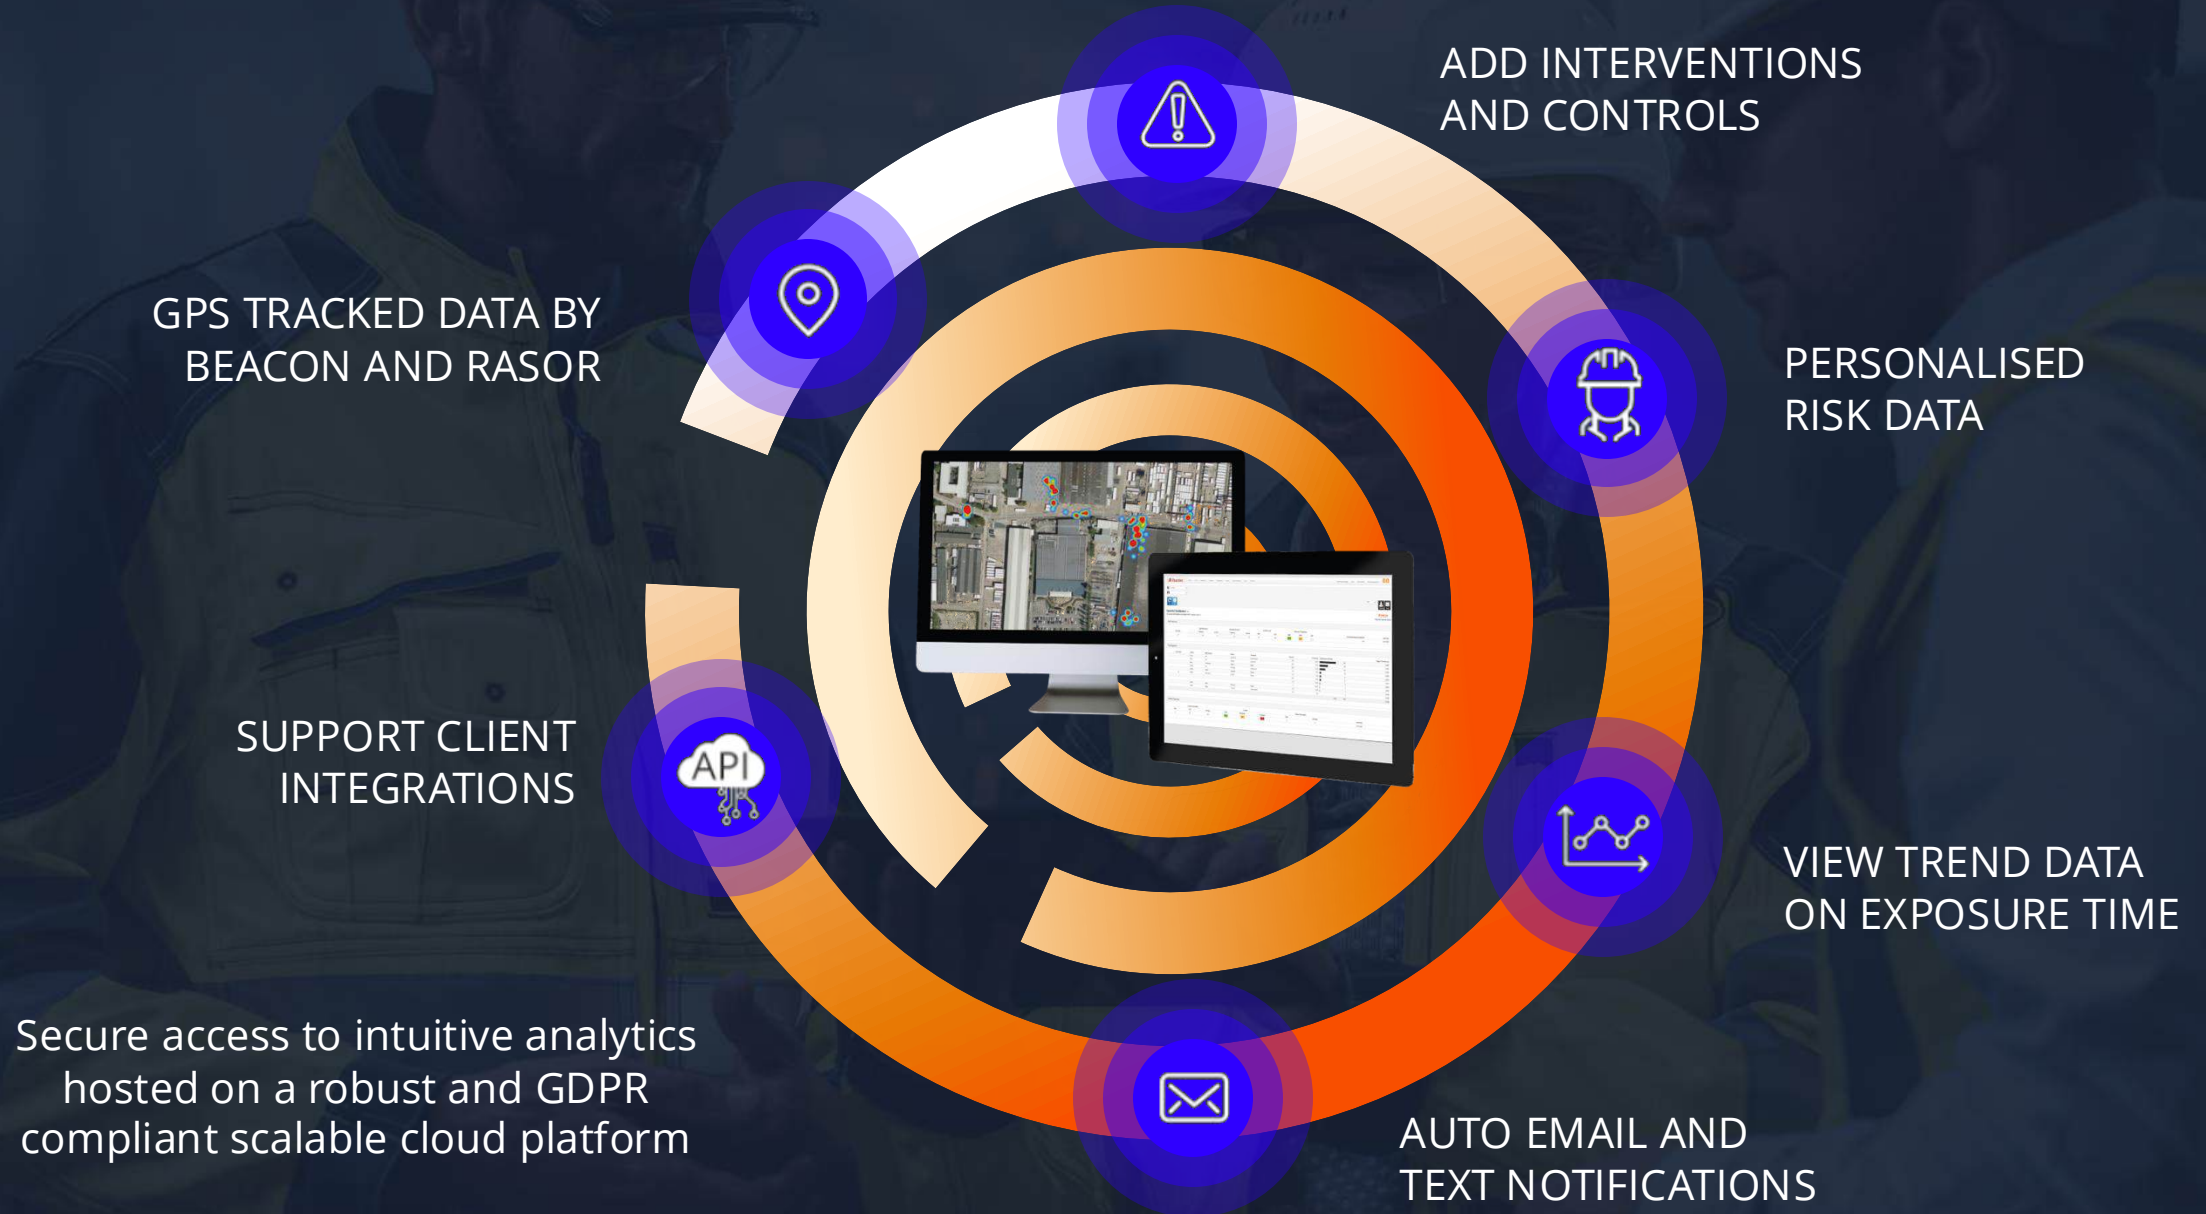 ADD INTERVENTIONS
AND CONTROLS
GPS TRACKED DATA BY
BEACON AND RASOR
PERSONALISED
RISK DATA
SUPPORT CLIENT
INTEGRATIONS
API
VIEW TREND DATA
ON EXPOSURE TIME
Secure access to intuitive analytics
hosted on a robust and GDPR
compliant scalable cloud platform
AUTO EMAIL AND
TEXT NOTIFICATIONS